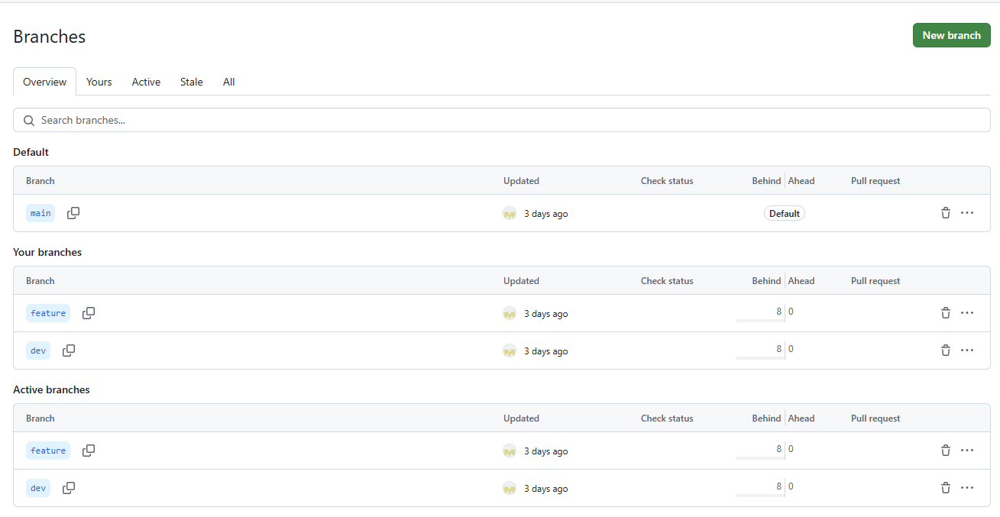 Branches
New branch
Overview Yours Active Stale All
Search branches...
Default
Branch Updated Check status Behind Ahead Pull request
main 3 days ago Default
Your branches
Branch Updated Check status Behind Ahead Pull request
feature 3 days ago 8 0
dev 3 days ago 8 0
Active branches
Branch Updated Check status Behind Ahead Pull request
feature 3 days ago 8 0
dev 3 days ago 8 0